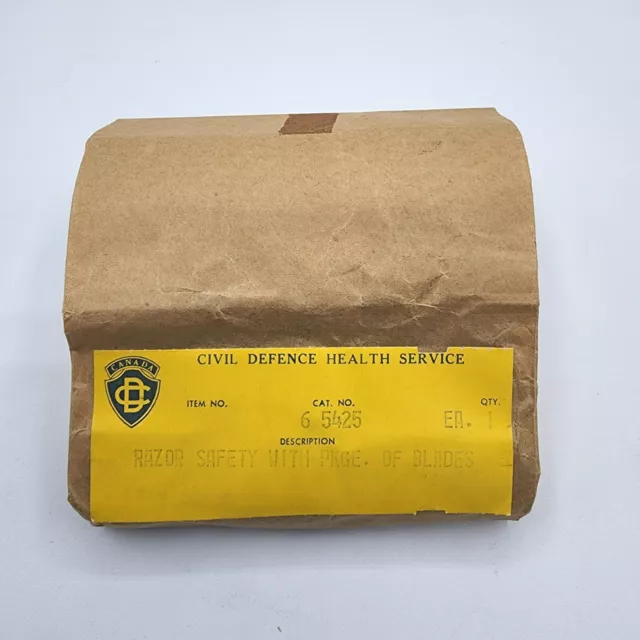 CIVIL DEFENCE HEALTH SERVICE
CANADA
CD
ITEM NO. CAT. NO. QTY.
6 5425 EA. 1
DESCRIPTION
RAZOR SAFETY WITH PKGE. OF BLADES